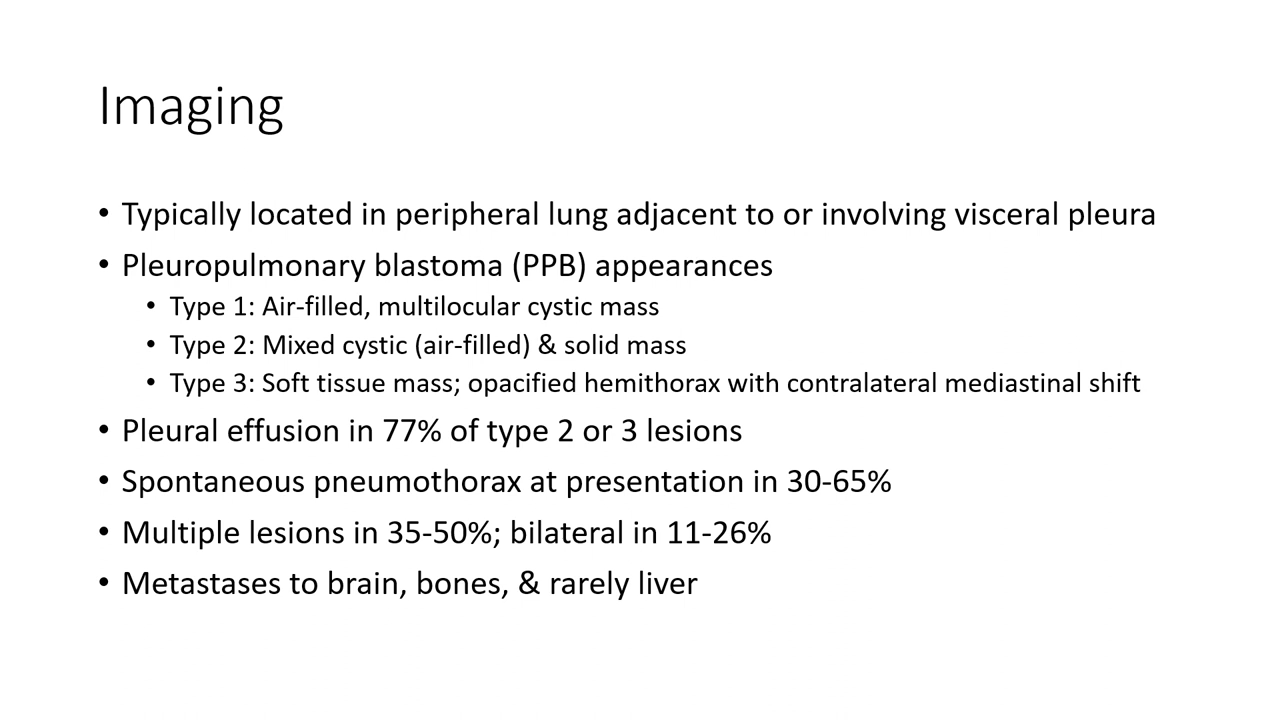 Imaging
• Typically located in peripheral lung adjacent to or involving visceral pleura
• Pleuropulmonary blastoma (PPB) appearances
• Type 1: Air-filled, multilocular cystic mass
• Type 2: Mixed cystic (air-filled) & solid mass
• Type 3: Soft tissue mass; opacified hemithorax with contralateral mediastinal shift
• Pleural effusion in 77% of type 2 or 3 lesions
• Spontaneous pneumothorax at presentation in 30-65%
• Multiple lesions in 35-50%; bilateral in 11-26%
• Metastases to brain, bones, & rarely liver